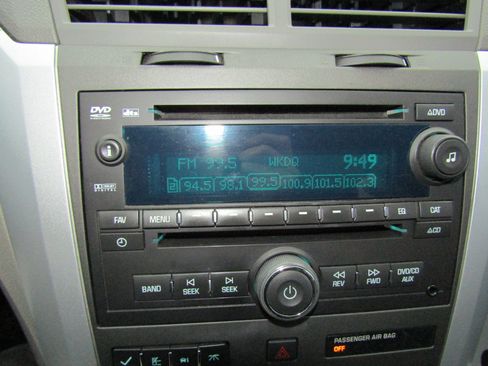 DVD dts DVD
FM 99.5 WKDQ 9:49
2 94.5 98.1 99.5 100.9 101.5 102.3
FAV MENU EQ CAT
CD
BAND SEEK SEEK REV FWD DVD/CD AUX
PASSENGER AIR BAG
OFF